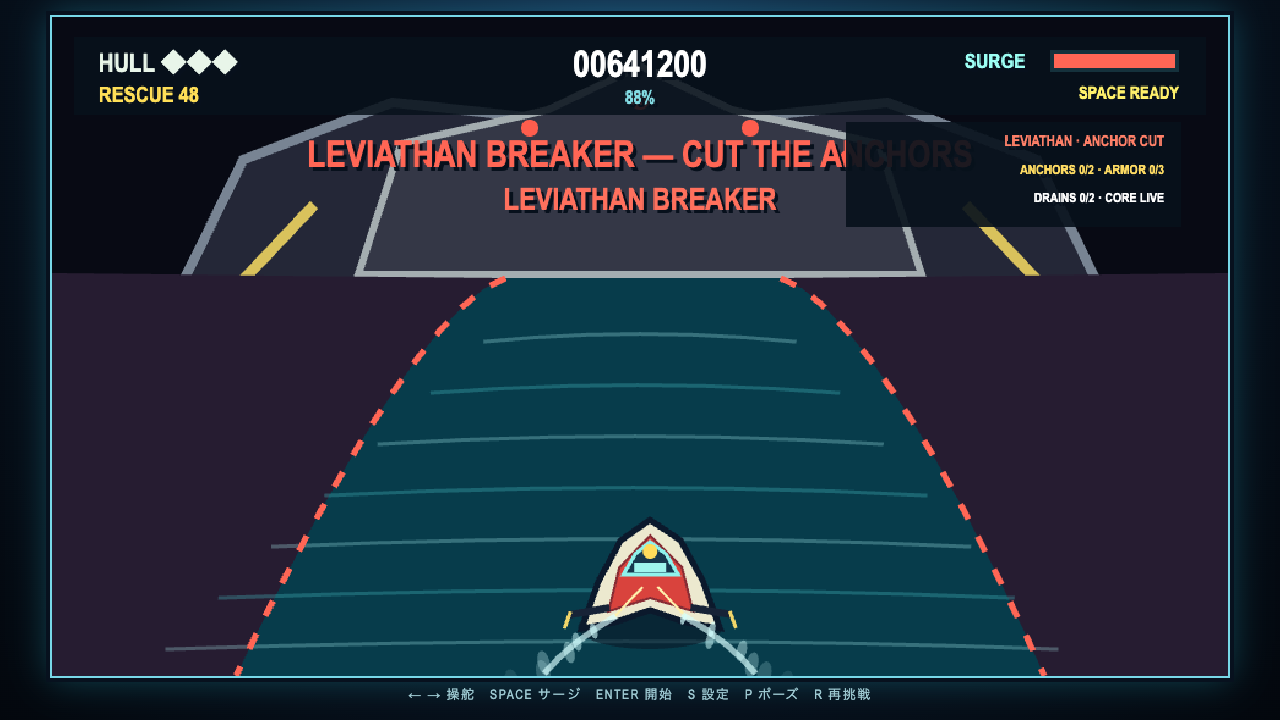 HULL
RESCUE 48
00641200
88%
SURGE
SPACE READY
LEVIATHAN BREAKER — CUT THE ANCHORS
LEVIATHAN BREAKER
LEVIATHAN · ANCHOR CUT
ANCHORS 0/2 · ARMOR 0/3
DRAINS 0/2 · CORE LIVE
← → 操舵 SPACE サージ ENTER 開始 S 設定 P ポーズ R 再挑戦